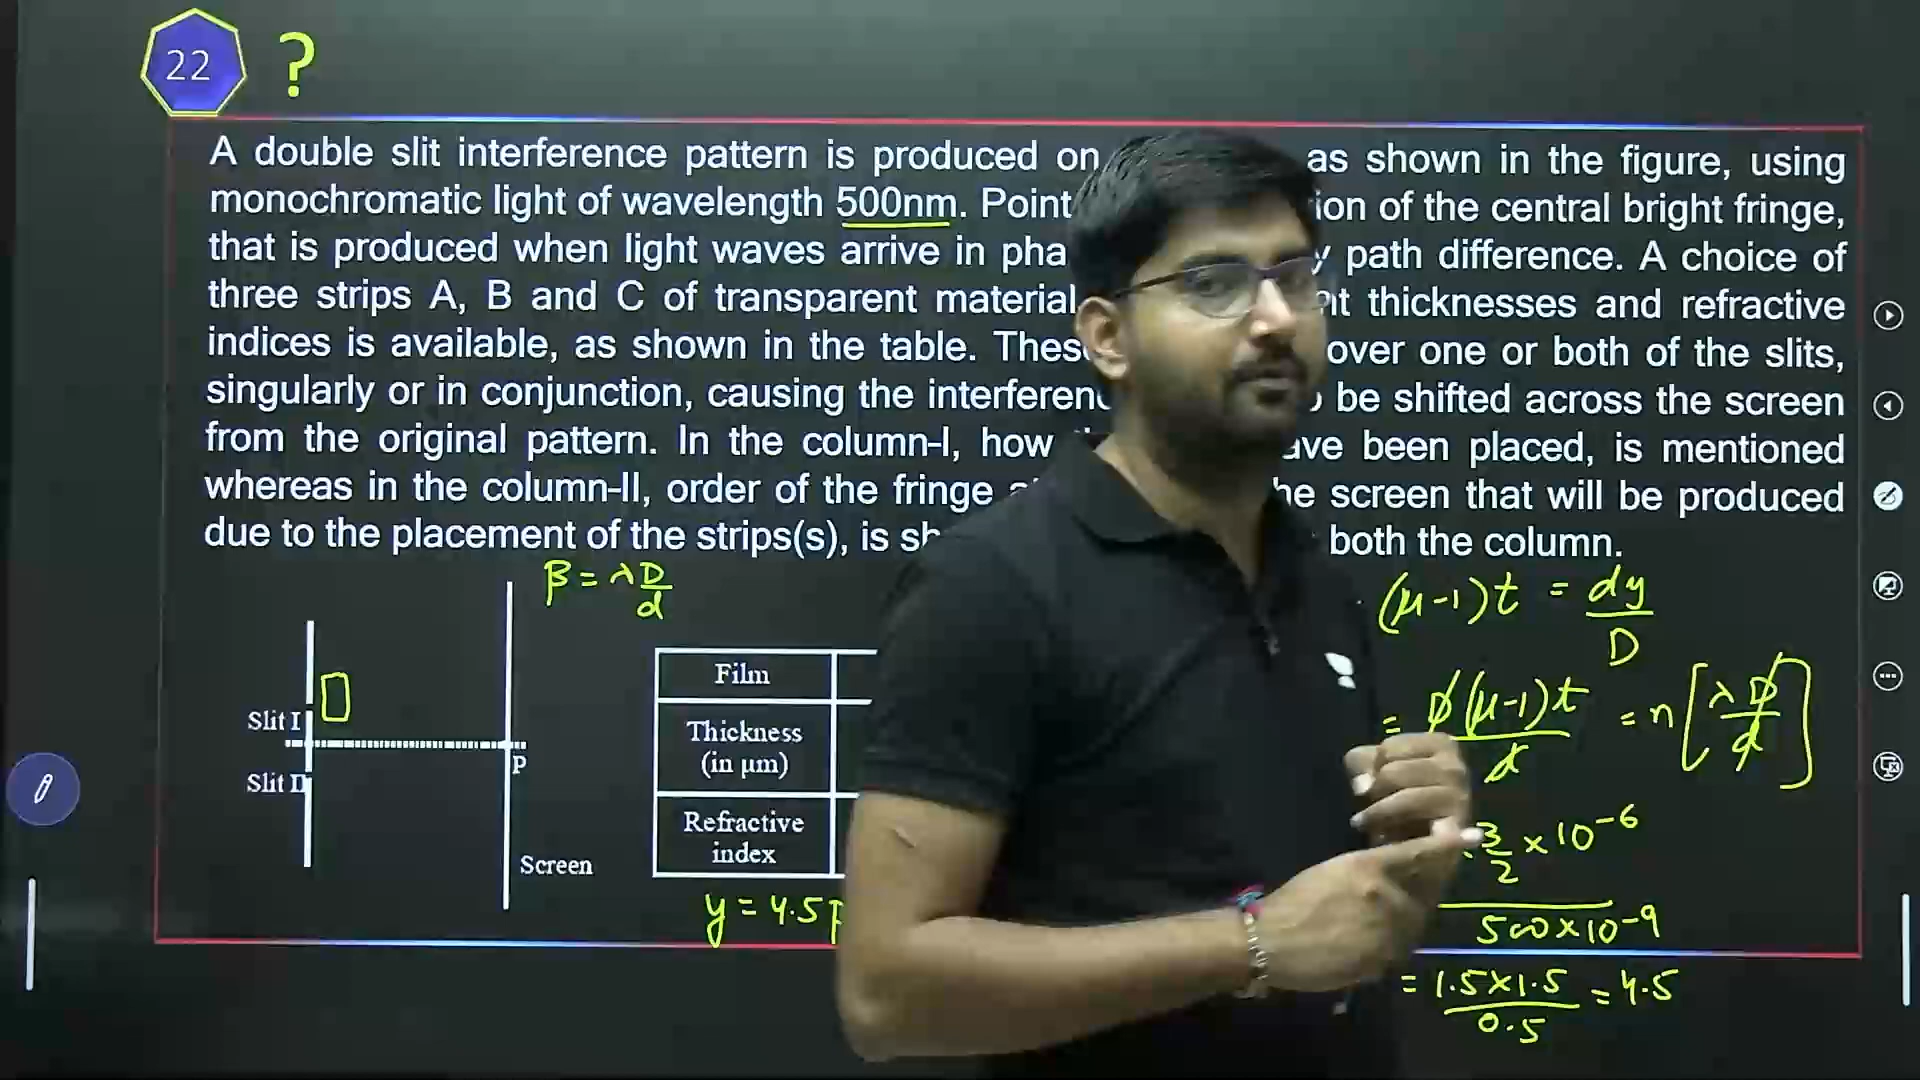 22 ?
A double slit interference pattern is produced on as shown in the figure, using
monochromatic light of wavelength 500nm. Point of the central bright fringe,
that is produced when light waves arrive in path difference. A choice of
three strips A, B and C of transparent material thicknesses and refractive
indices is available, as shown in the table. over one or both of the slits,
singularly or in conjunction, causing the be shifted across the screen
from the original pattern. In the column-I, how been placed, is mentioned
whereas in the column-II, order of the fringe screen that will be produced
due to the placement of the strips(s), is both the column.
β = λD/d
(μ-1)t = dy/D
Film
Slit I
Thickness
(in μm)
= D(μ-1)t/d = n[λD/d]
P
Slit II
Refractive
index
3/2 × 10⁻⁶
Screen
y = 4.5
500×10⁻⁹
= 1.5×1.5/0.5 = 4.5